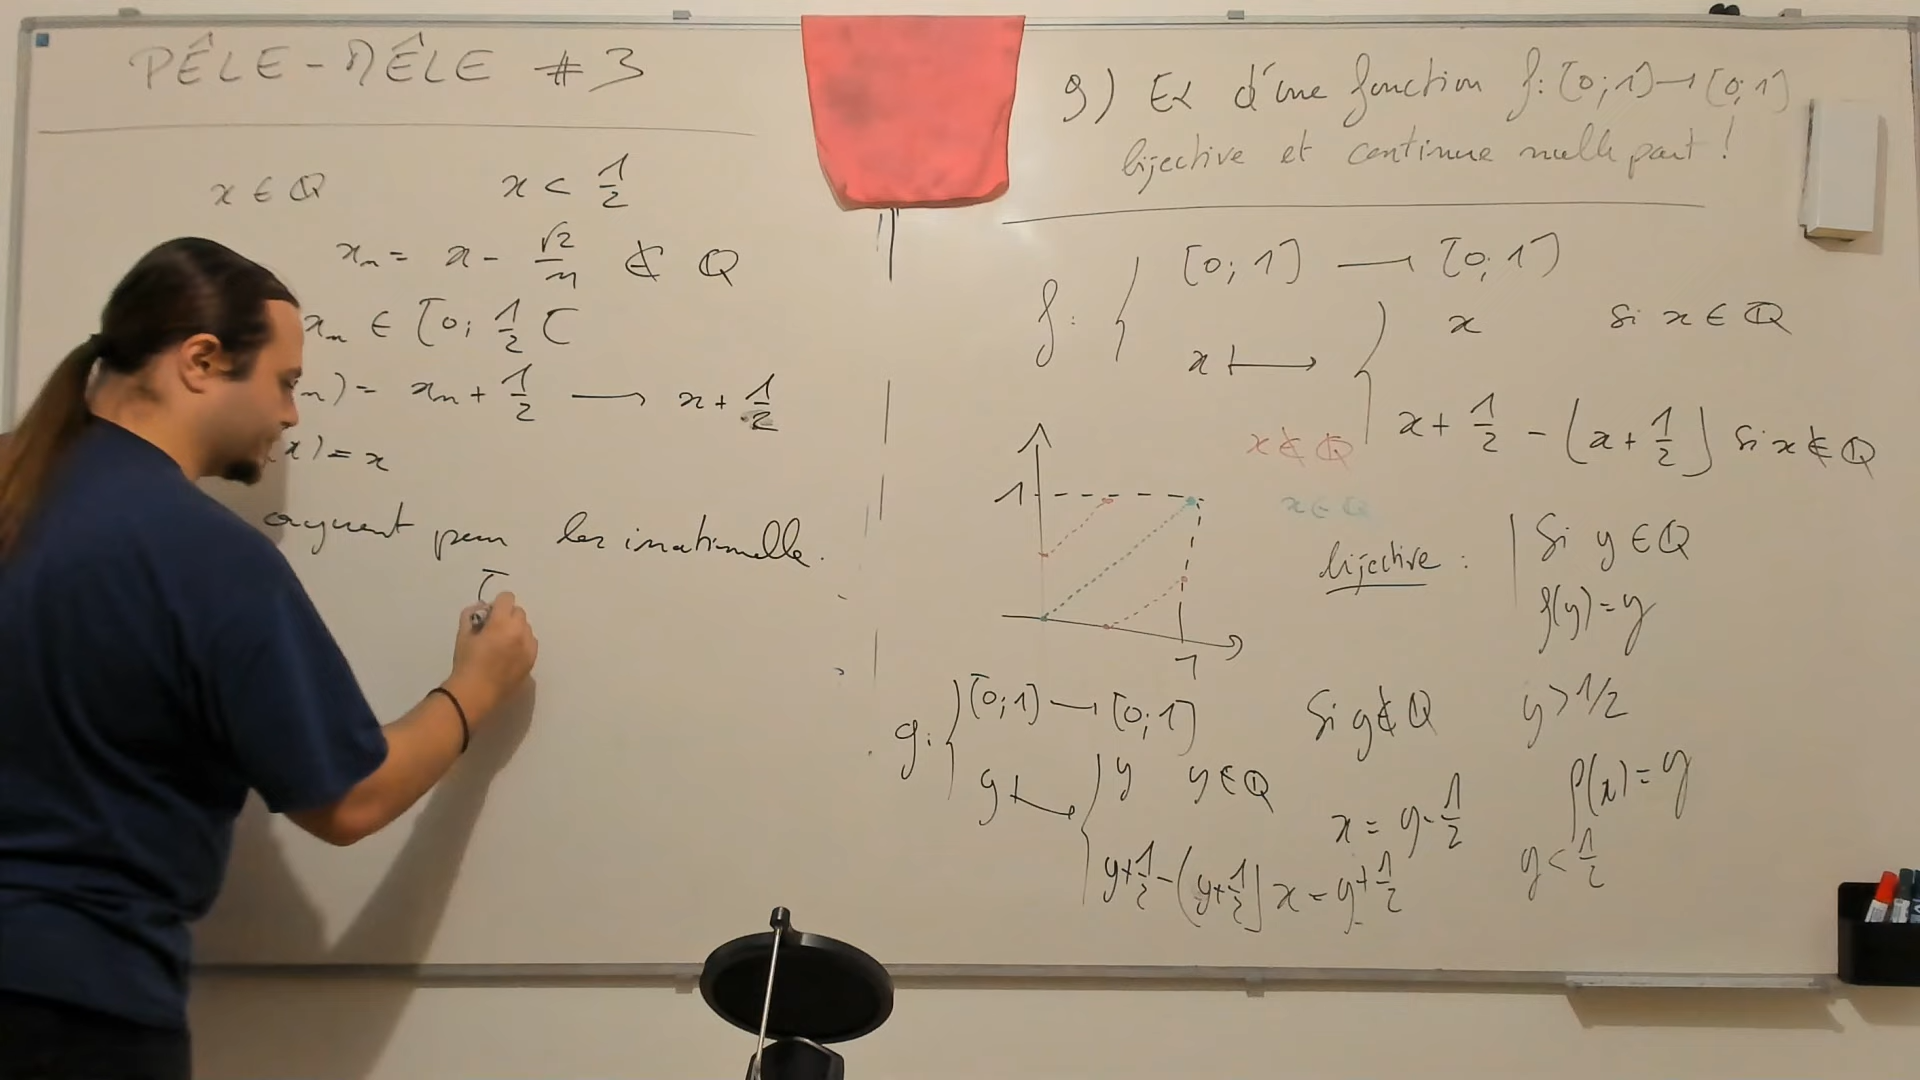 PÊLE-MÊLE #3
x ∈ ℚ x < 1/2
xₙ = x - √2/n ∉ ℚ
xₙ ∈ [0; 1/2[
n) = xₙ + 1/2 ⟶ x + 1/2
x) = x
les irrationnelle.
[
9) Ex d'une fonction f: [0;1] → [0;1]
bijective et continue nulle part !
f: { [0;1] ⟶ [0;1]
x ⟼ { x si x ∈ ℚ
x + 1/2 - ⌊x + 1/2⌋ si x ∉ ℚ
x ∉ ℚ
x ∈ ℚ
1
1
bijective : | Si y ∈ ℚ
f(y) = y
Si y ∉ ℚ y > 1/2
f(x) = y
x = y - 1/2
y < 1/2
x = y + 1/2
g: { [0;1] → [0;1]
y ⟼ { y y ∈ ℚ
y + 1/2 - ⌊y + 1/2⌋